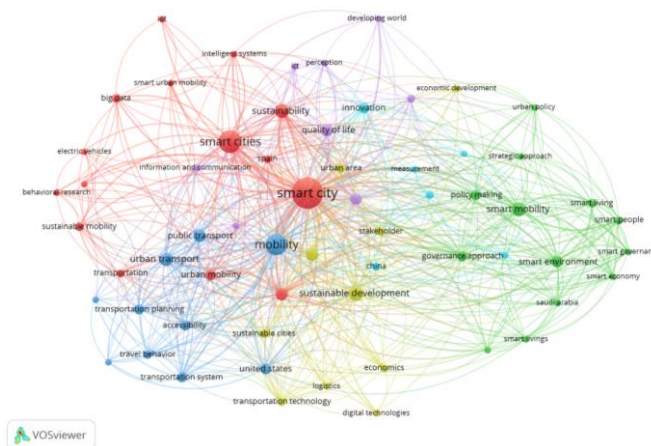 iot
developing world
intelligent systems
ict
perception
smart urban mobility
big data
economic development
sustainability
innovation
urban policy
quality of life
smart cities
electric vehicles
spain
strategic approach
information and communication
urban area
measurement
behavioral research
smart city
policy making
smart living
smart mobility
smart people
sustainable mobility
public transport
stakeholder
mobility
urban transport
governance approach
smart governance
smart environment
china
transportation
urban mobility
smart economy
sustainable development
saudi arabia
transportation planning
accessibility
sustainable cities
smart savings
travel behavior
united states
economics
transportation system
logistics
transportation technology
digital technologies
VOSviewer